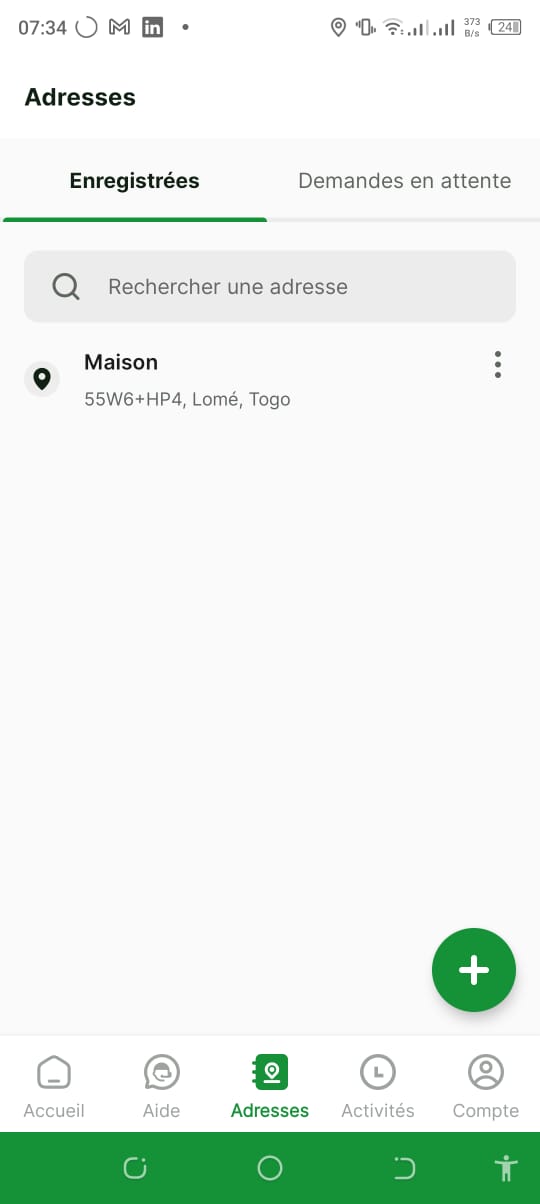 07:34
373
B/s
24
Adresses
Enregistrées
Demandes en attente
Rechercher une adresse
Maison
55W6+HP4, Lomé, Togo
Accueil
Aide
Adresses
Activités
Compte